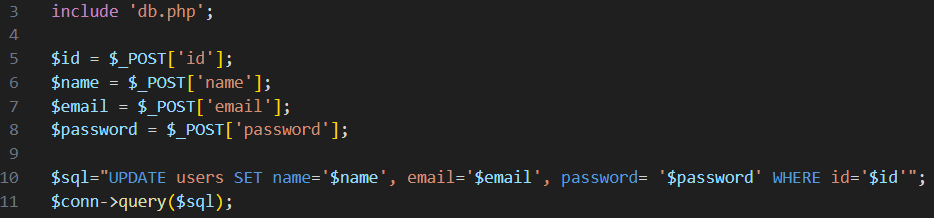 3 include 'db.php';
4
5 $id = $_POST['id'];
6 $name = $_POST['name'];
7 $email = $_POST['email'];
8 $password = $_POST['password'];
9
10 $sql="UPDATE users SET name='$name', email='$email', password= '$password' WHERE id='$id'";
11 $conn->query($sql);